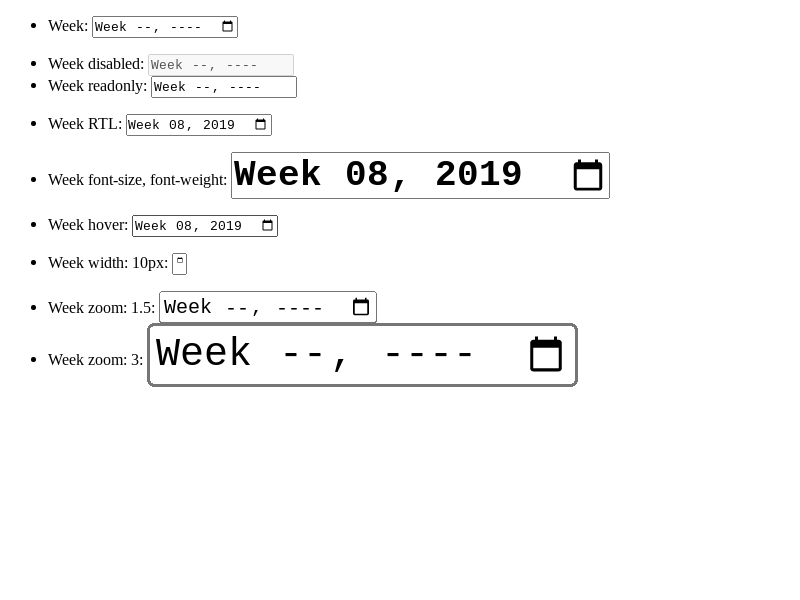 Week: Week --, ----
Week disabled: Week --, ----
Week readonly: Week --, ----
Week RTL: Week 08, 2019
Week font-size, font-weight: Week 08, 2019
Week hover: Week 08, 2019
Week width: 10px:
Week zoom: 1.5: Week --, ----
Week zoom: 3: Week --, ----